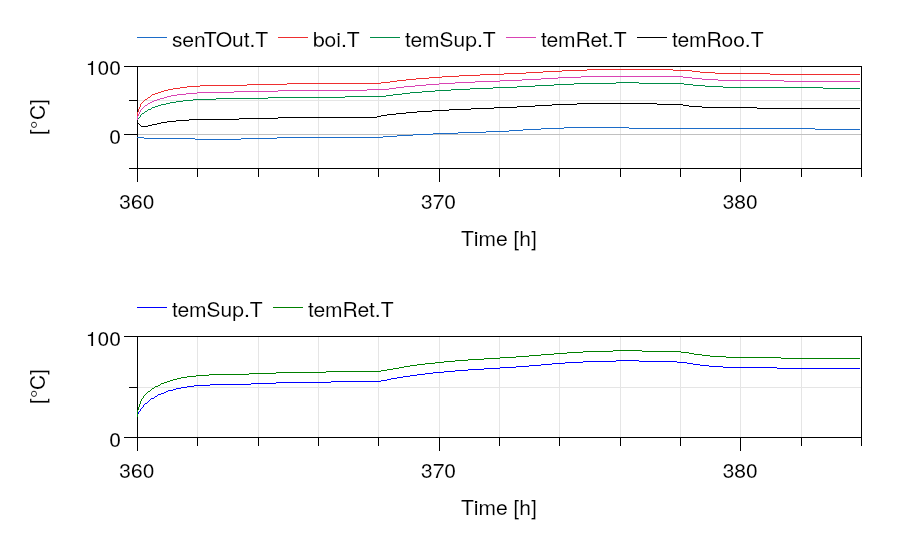 senTOut.T boi.T temSup.T temRet.T temRoo.T
100
[°C]
0
360 370 380
Time [h]
temSup.T temRet.T
100
[°C]
0
360 370 380
Time [h]